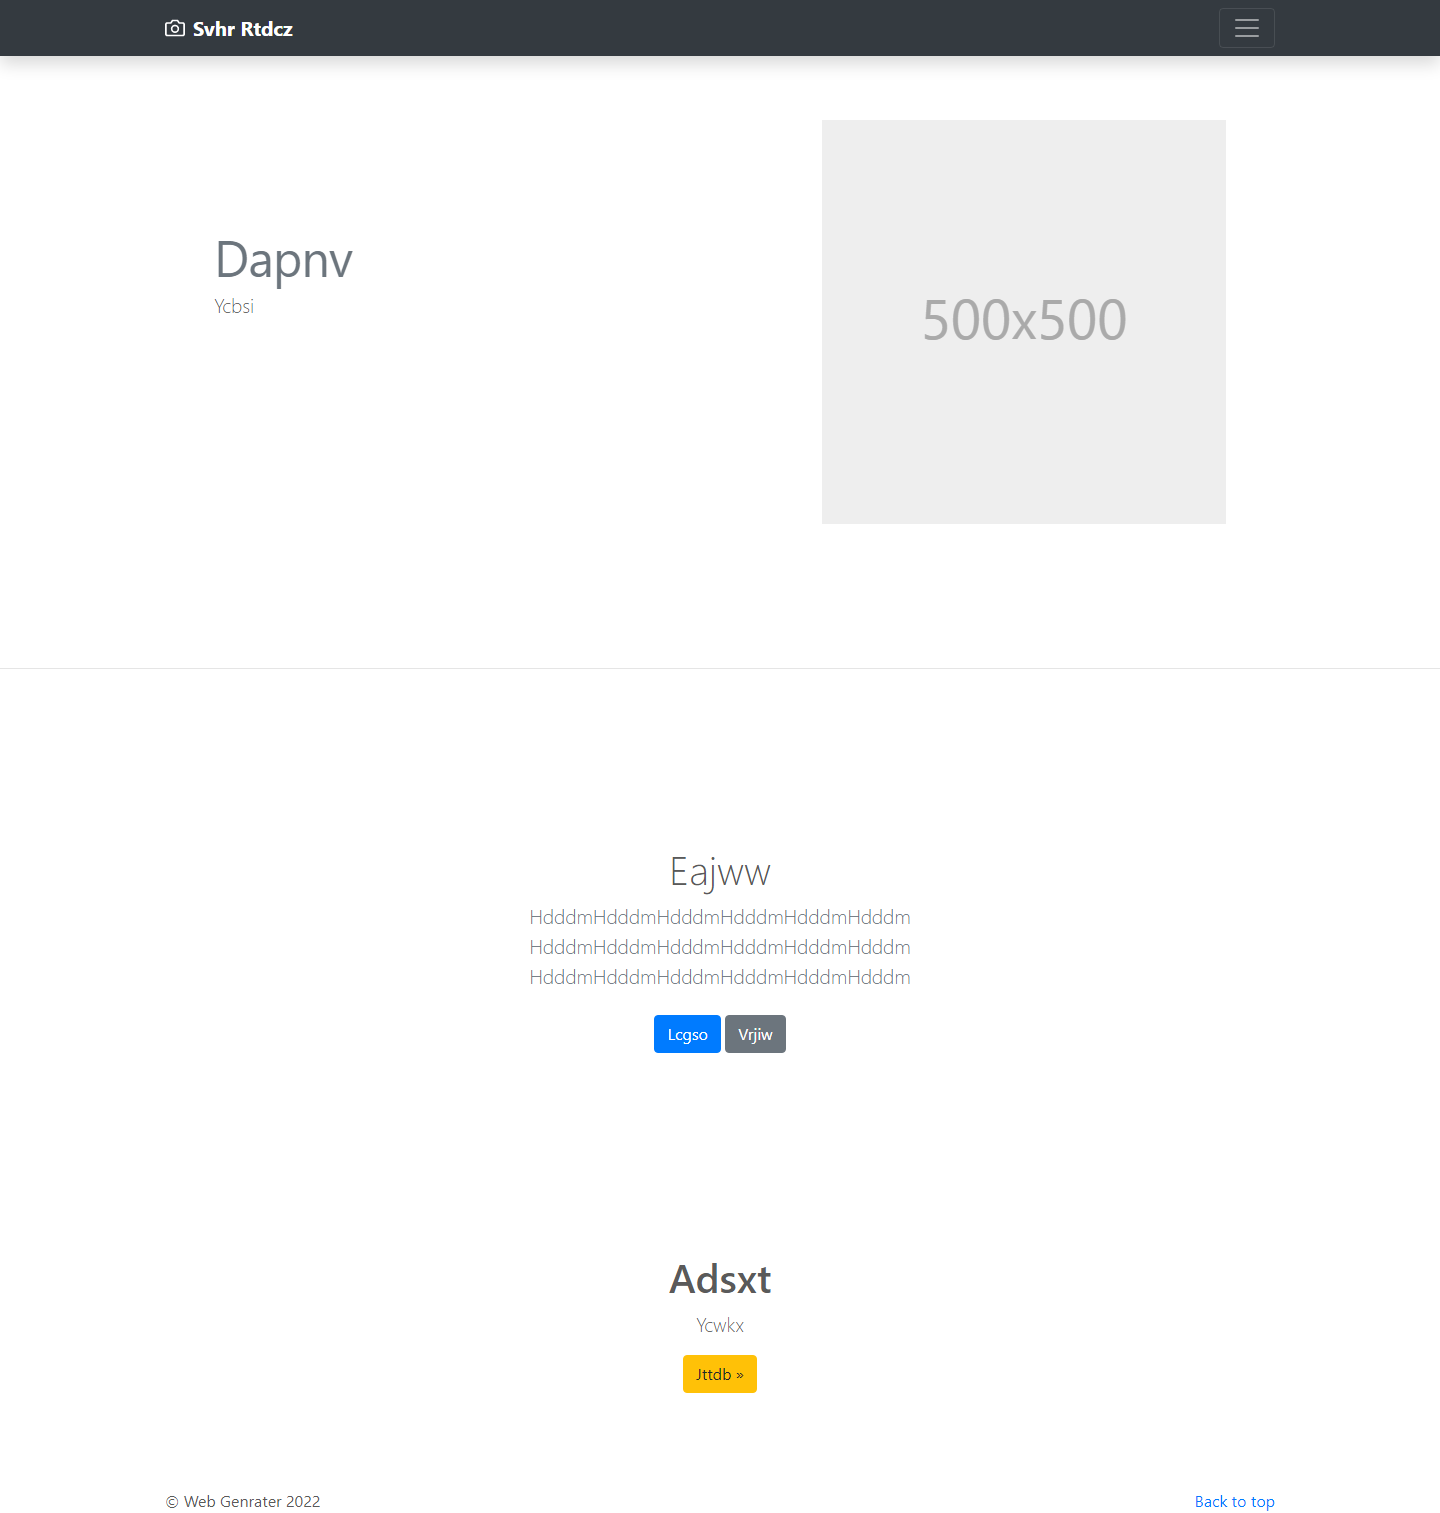 Svhr Rtdcz
Dapnv
Ycbsi
500x500
Eajww
HdddmHdddmHdddmHdddmHdddmHdddm
HdddmHdddmHdddmHdddmHdddmHdddm
HdddmHdddmHdddmHdddmHdddmHdddm
Lcgso Vrjiw
Adsxt
Ycwkx
Jttdb »
© Web Genrater 2022 Back to top